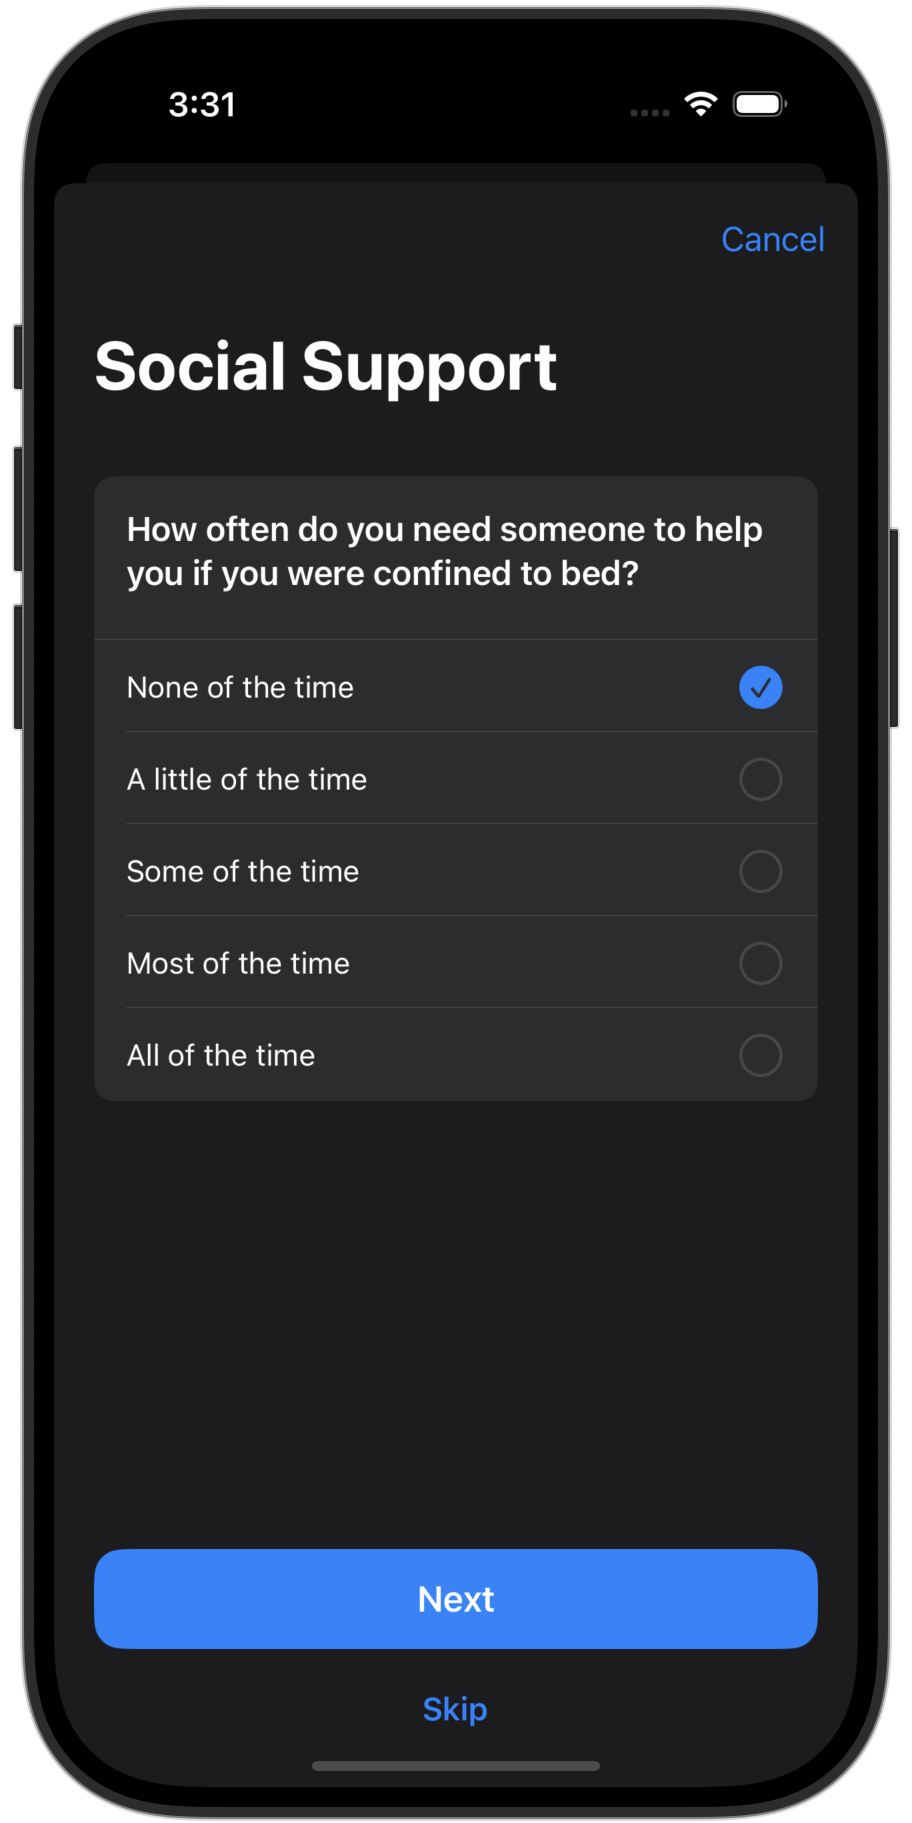 3:31
Cancel
Social Support
How often do you need someone to help
you if you were confined to bed?
None of the time
A little of the time
Some of the time
Most of the time
All of the time
Next
Skip